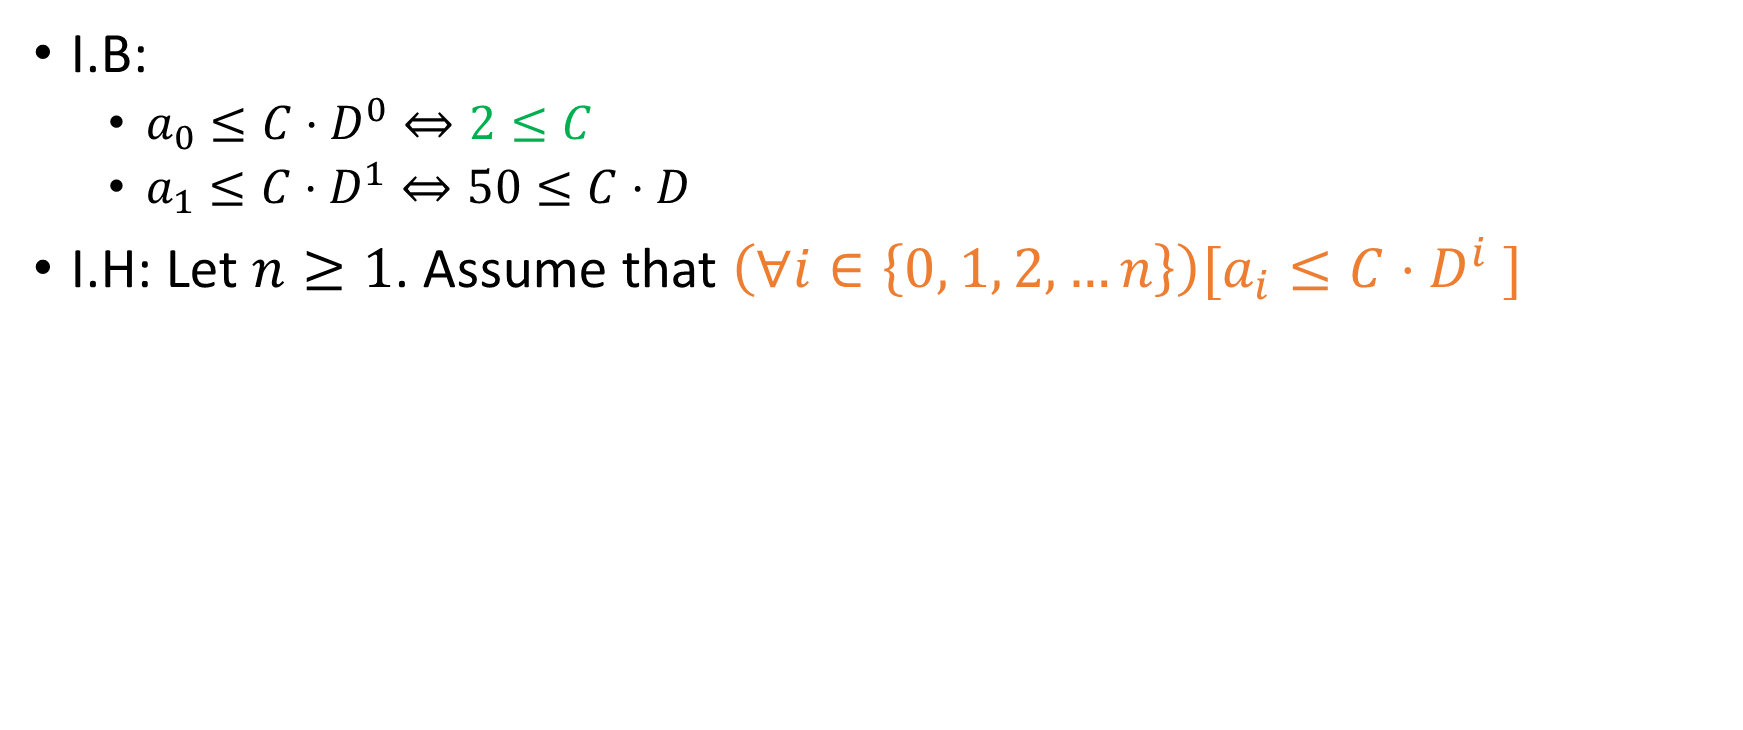 • I.B:
• a₀ ≤ C · D⁰ ⇔ 2 ≤ C
• a₁ ≤ C · D¹ ⇔ 50 ≤ C · D
• I.H: Let n ≥ 1. Assume that (∀i ∈ {0, 1, 2, … n})[aᵢ ≤ C · Dⁱ ]